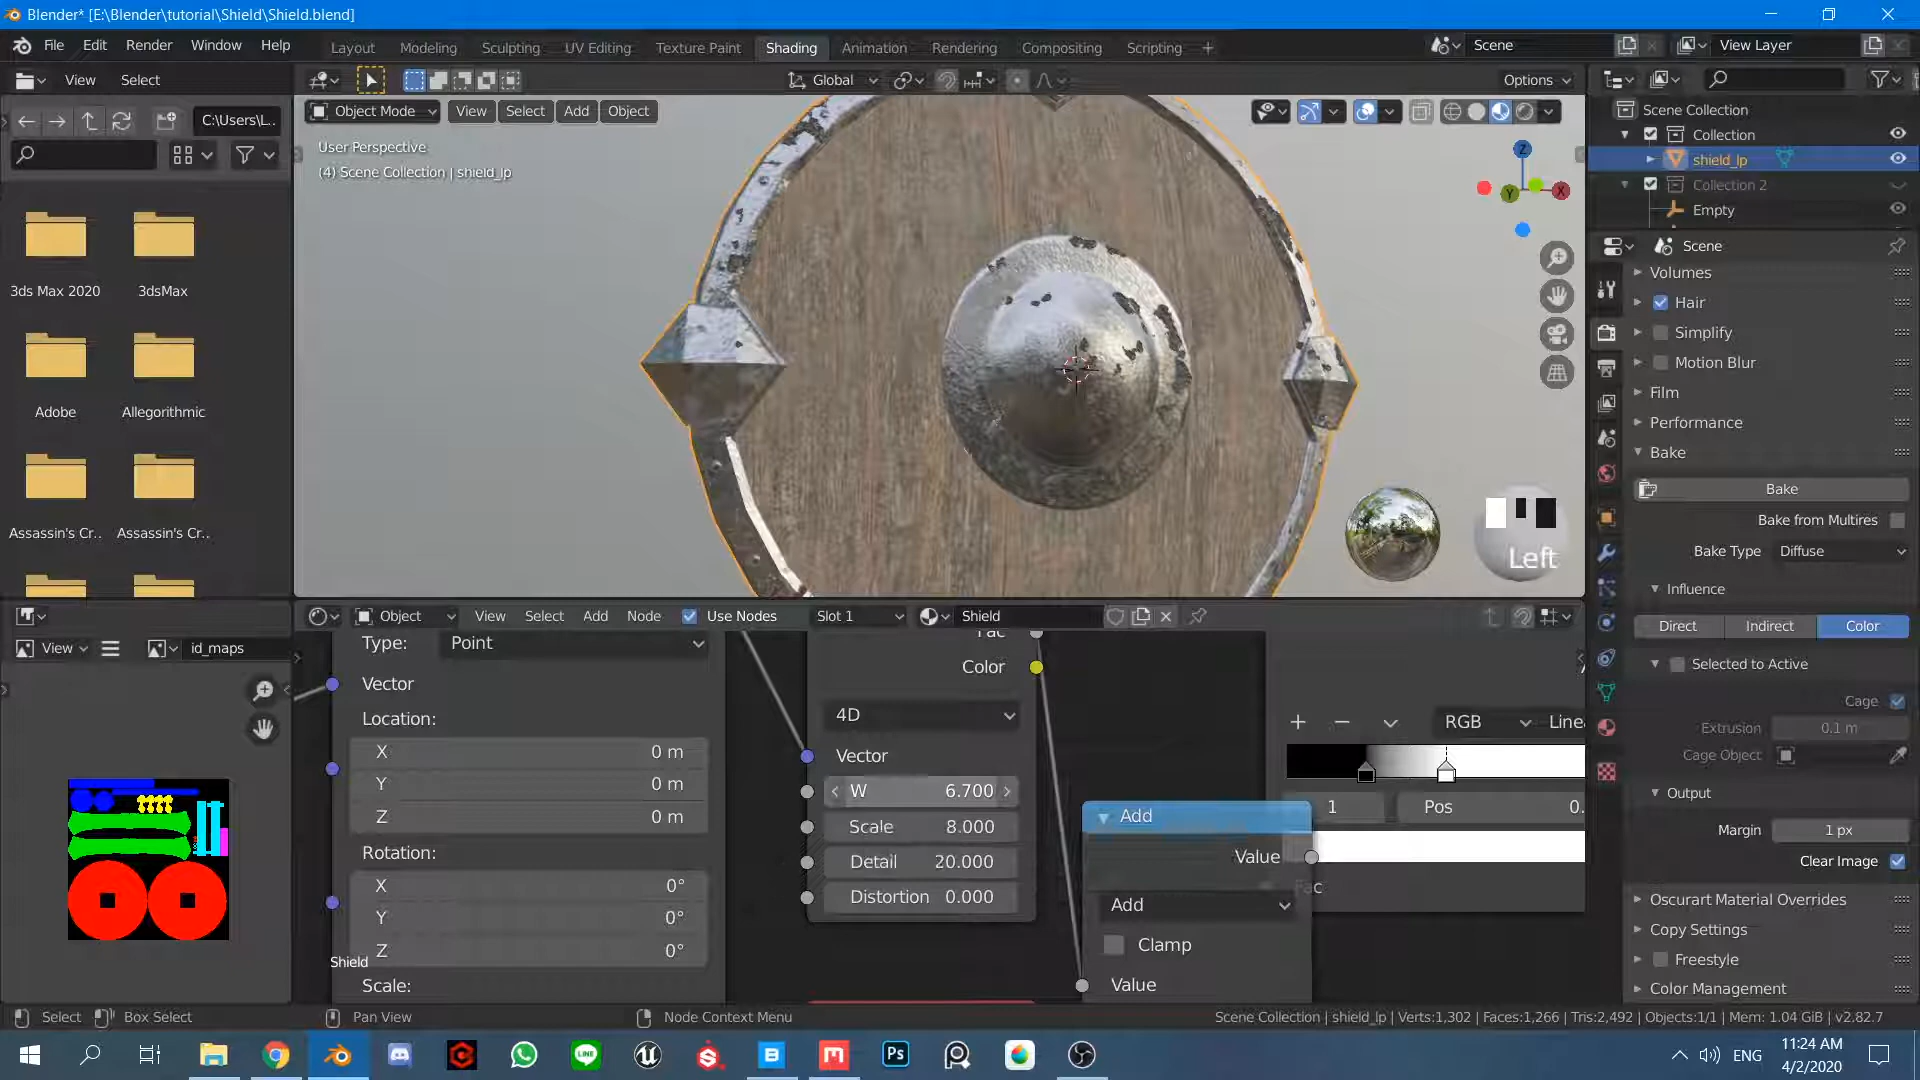 Blender* [E:\Blender\tutorial\Shield\Shield.blend]
File Edit Render Window Help
Layout Modeling Sculpting UV Editing Texture Paint Shading Animation Rendering Compositing Scripting
Scene
View Layer
View Select
Global
Options
C:\Users\L..
Object Mode View Select Add Object
User Perspective
(4) Scene Collection | shield_lp
Z
Y
X
3ds Max 2020
3dsMax
Adobe
Allegorithmic
Assassin's Cr..
Assassin's Cr..
Left
Scene Collection
Collection
shield_lp
Collection 2
Empty
Scene
Volumes
Hair
Simplify
Motion Blur
Film
Performance
Bake
Bake
Bake from Multires
Bake Type Diffuse
Influence
Direct Indirect Color
Selected to Active
Cage
Extrusion 0.1 m
Cage Object
Output
Margin 1 px
Clear Image
Oscurart Material Overrides
Copy Settings
Freestyle
Color Management
View
id_maps
Object View Select Add Node Use Nodes Slot 1 Shield
Type: Point
Vector
Location:
X 0 m
Y 0 m
Z 0 m
Rotation:
X 0°
Y 0°
Z 0°
Shield
Scale:
Fac
Color
4D
Vector
W 6.700
Scale 8.000
Detail 20.000
Distortion 0.000
Add
Value
Add
Clamp
Value
RGB
Linea
1
Pos 0.
Fac
Select Box Select Pan View Node Context Menu
Scene Collection | shield_lp | Verts:1,302 | Faces:1,266 | Tris:2,492 | Objects:1/1 | Mem: 1.04 GiB | v2.82.7
Ps
ENG
11:24 AM
4/2/2020